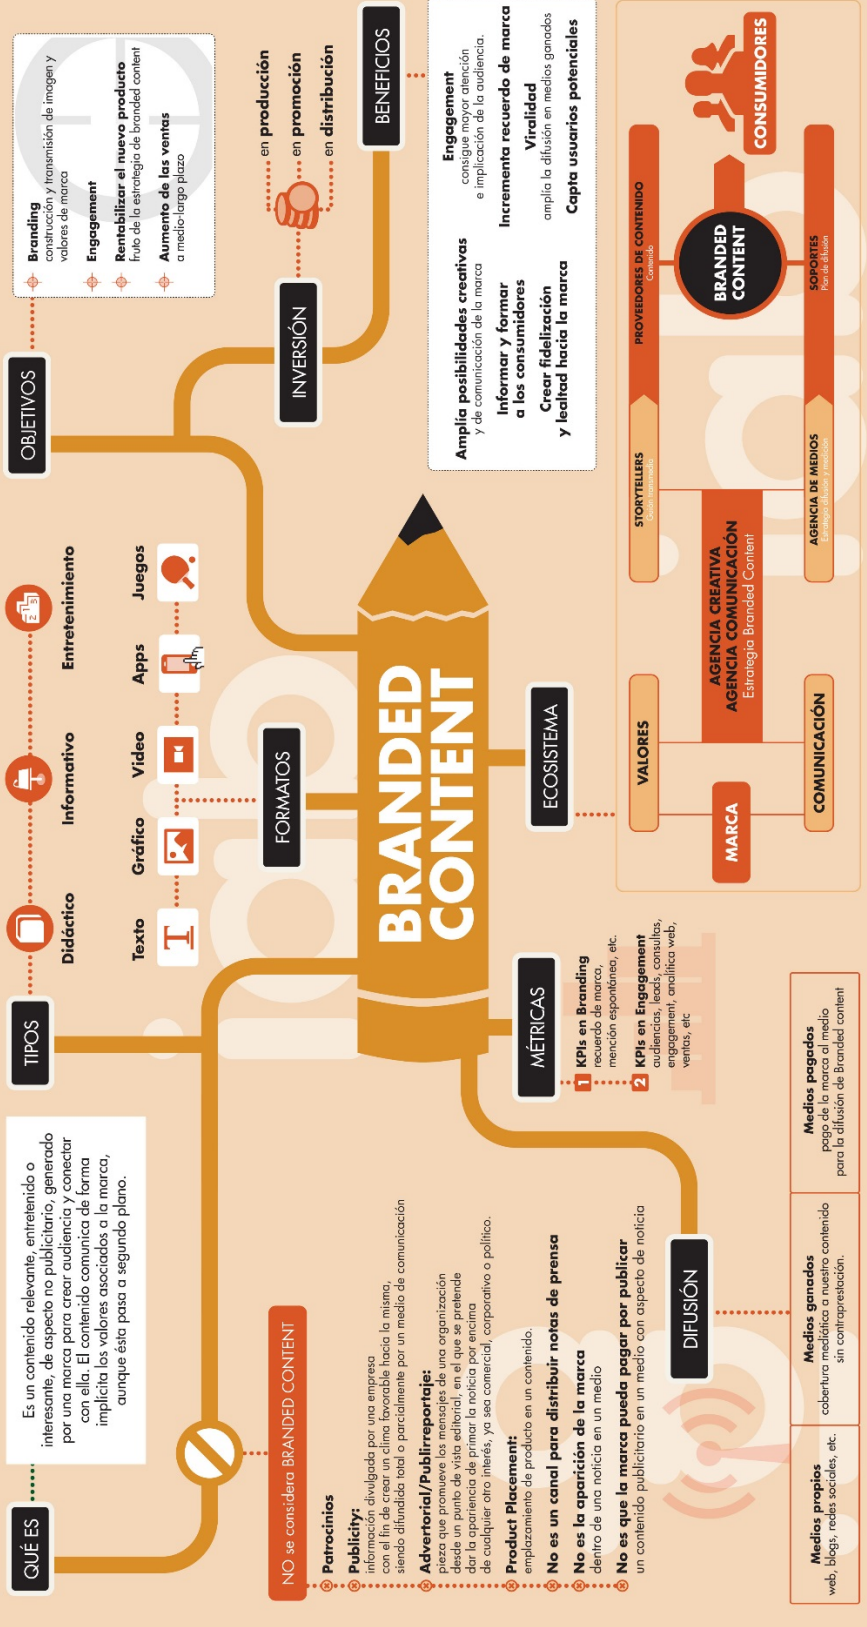 QUÉ ES
Es un contenido relevante, entretenido o
interesante, de aspecto no publicitario, generado
por una marca para crear audiencia y conectar
con ella. El contenido comunica de forma
implícita los valores asociados a la marca,
aunque ésta pasa a segundo plano.
NO se considera BRANDED CONTENT
Patrocinios
Publicity:
información divulgada por una empresa
con el fin de crear un clima favorable hacia la misma,
siendo difundida total o parcialmente por un medio de comunicación
Advertorial/Publirreportaje:
pieza que promueve los mensajes de una organización
desde un punto de vista editorial, en el que se pretende
dar la apariencia de primar la noticia por encima
de cualquier otro interés, ya sea comercial, corporativo o político.
Product Placement:
emplazamiento de producto en un contenido.
No es un canal para distribuir notas de prensa
No es la aparición de la marca
dentro de una noticia en un medio
No es que la marca pueda pagar por publicar
un contenido publicitario en un medio con aspecto de noticia
TIPOS
Didáctico
Informativo
Entretenimiento
FORMATOS
Texto
Gráfico
Video
Apps
Juegos
OBJETIVOS
Branding
construcción y transmisión de imagen y
valores de marca
Engagement
Rentabilizar el nuevo producto
fruto de la estrategia de branded content
Aumento de las ventas
a medio-largo plazo
INVERSIÓN
en producción
en promoción
en distribución
BENEFICIOS
Amplía posibilidades creativas
y de comunicación de la marca
Informar y formar
a los consumidores
Crear fidelización
y lealtad hacia la marca
Engagement
consigue mayor atención
e implicación de la audiencia.
Incrementa recuerdo de marca
Viralidad
amplía la difusión en medios ganados
Capta usuarios potenciales
BRANDED
CONTENT
DIFUSIÓN
Medios propios
web, blogs, redes sociales, etc.
Medios ganados
cobertura mediática a nuestro contenido
sin contraprestación.
Medios pagados
pago de la marca al medio
para la difusión de Branded content
MÉTRICAS
1 KPIs en Branding
recuerdo de marca,
mención espontánea, etc.
2 KPIs en Engagement
audiencias, leads, consultas,
engagement, analítica web,
ventas, etc
ECOSISTEMA
MARCA
VALORES
COMUNICACIÓN
AGENCIA CREATIVA
AGENCIA COMUNICACIÓN
Estrategia Branded Content
STORYTELLERS
Guión transmedia
PROVEEDORES DE CONTENIDO
Contenido
AGENCIA DE MEDIOS
Estrategia difusión y medición
SOPORTES
Plan de difusión
BRANDED
CONTENT
CONSUMIDORES